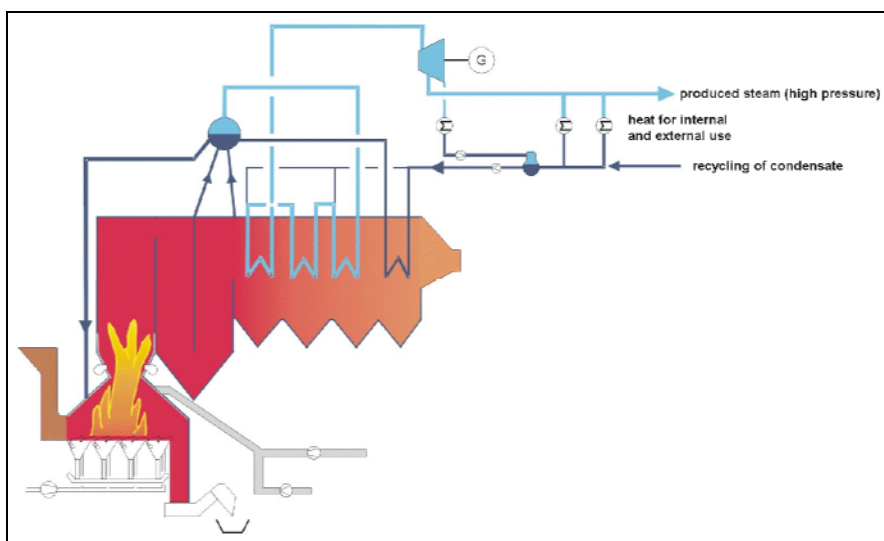 G
produced steam (high pressure)
heat for internal
and external use
recycling of condensate